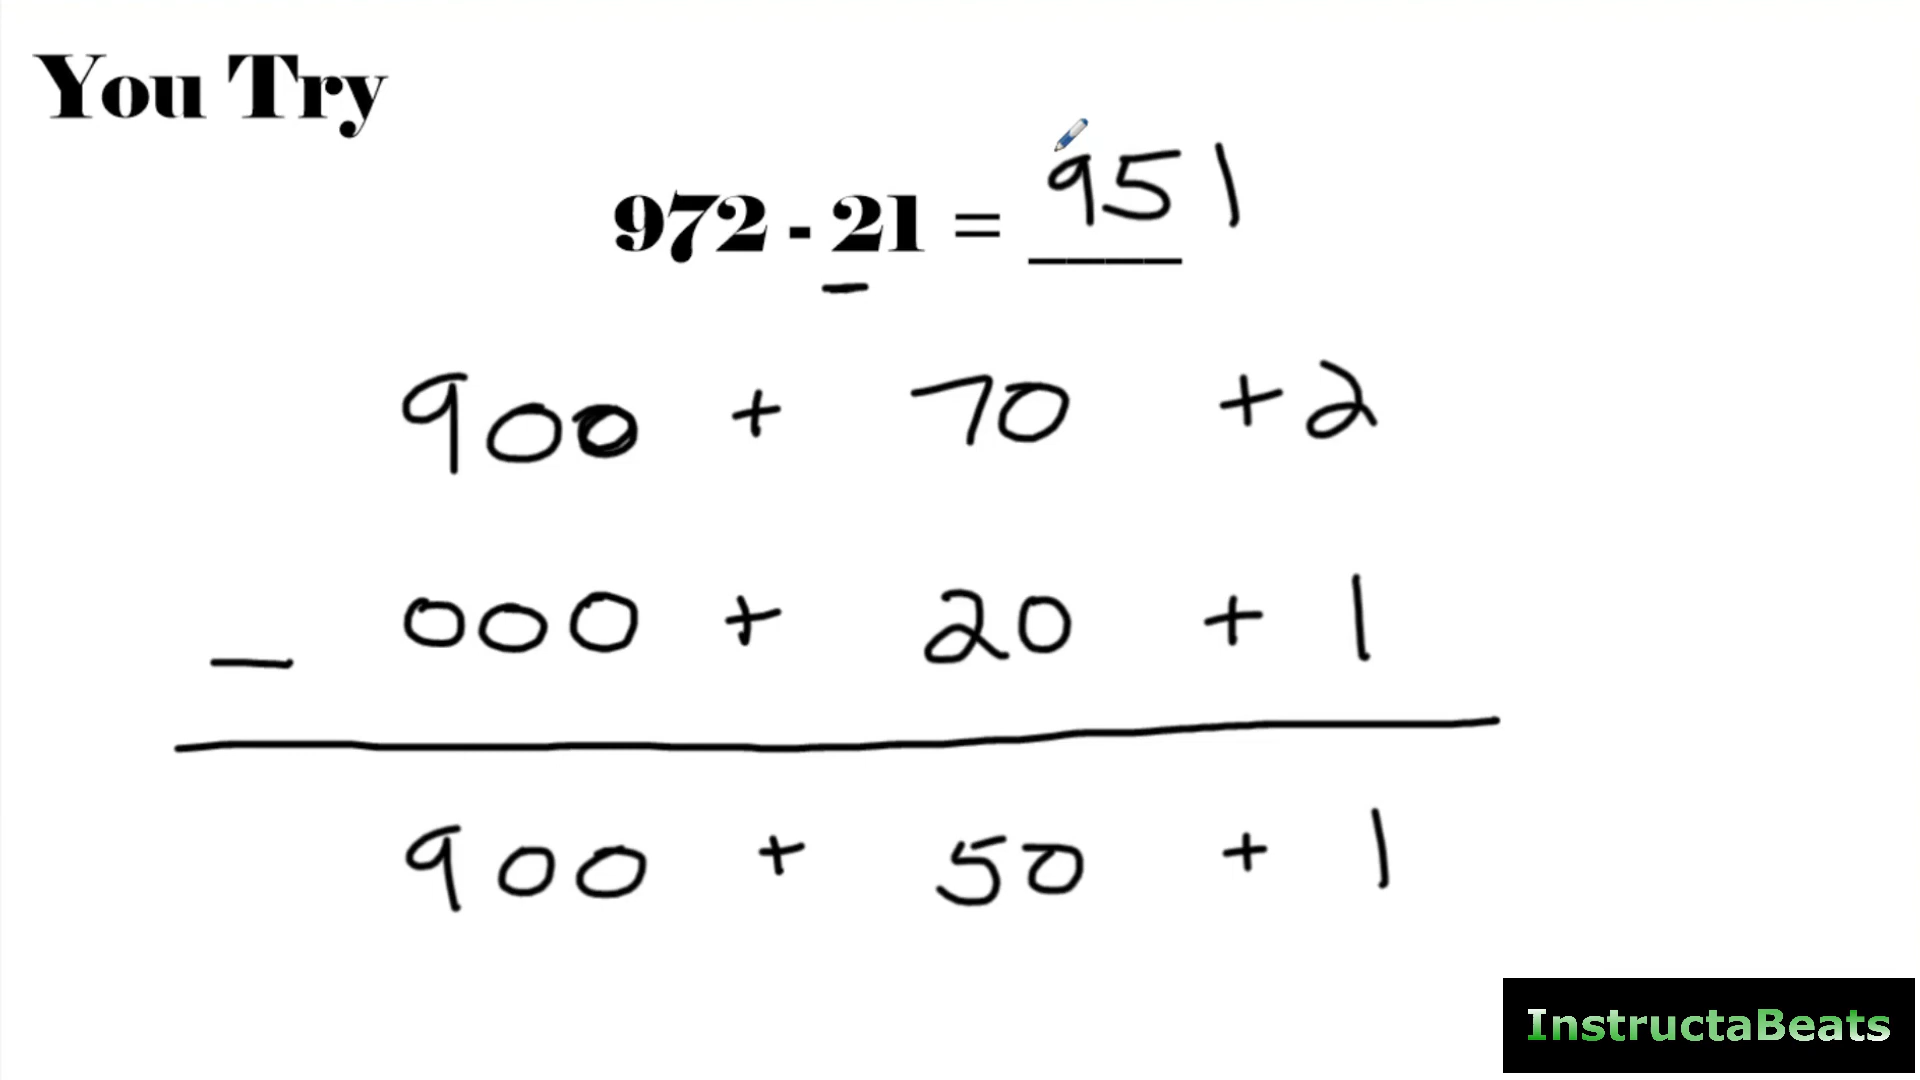 You Try
972 - 21 = 951
900 + 70 + 2
- 000 + 20 + 1
900 + 50 + 1
InstructaBeats